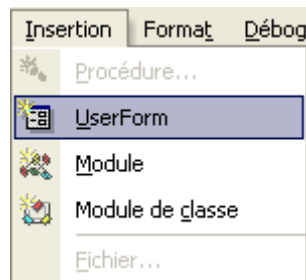 Insertion Format Débog
Procédure...
UserForm
Module
Module de classe
Fichier...